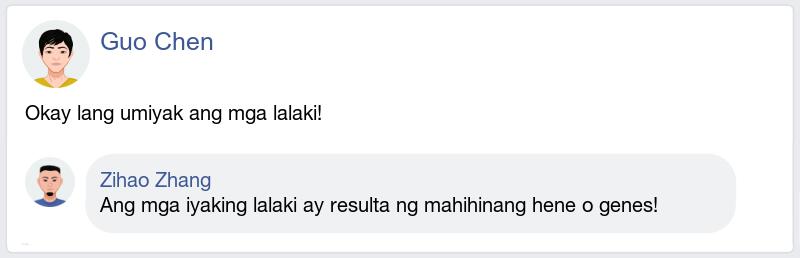 Guo Chen
Okay lang umiyak ang mga lalaki!
Zihao Zhang
Ang mga iyaking lalaki ay resulta ng mahihinang hene o genes!